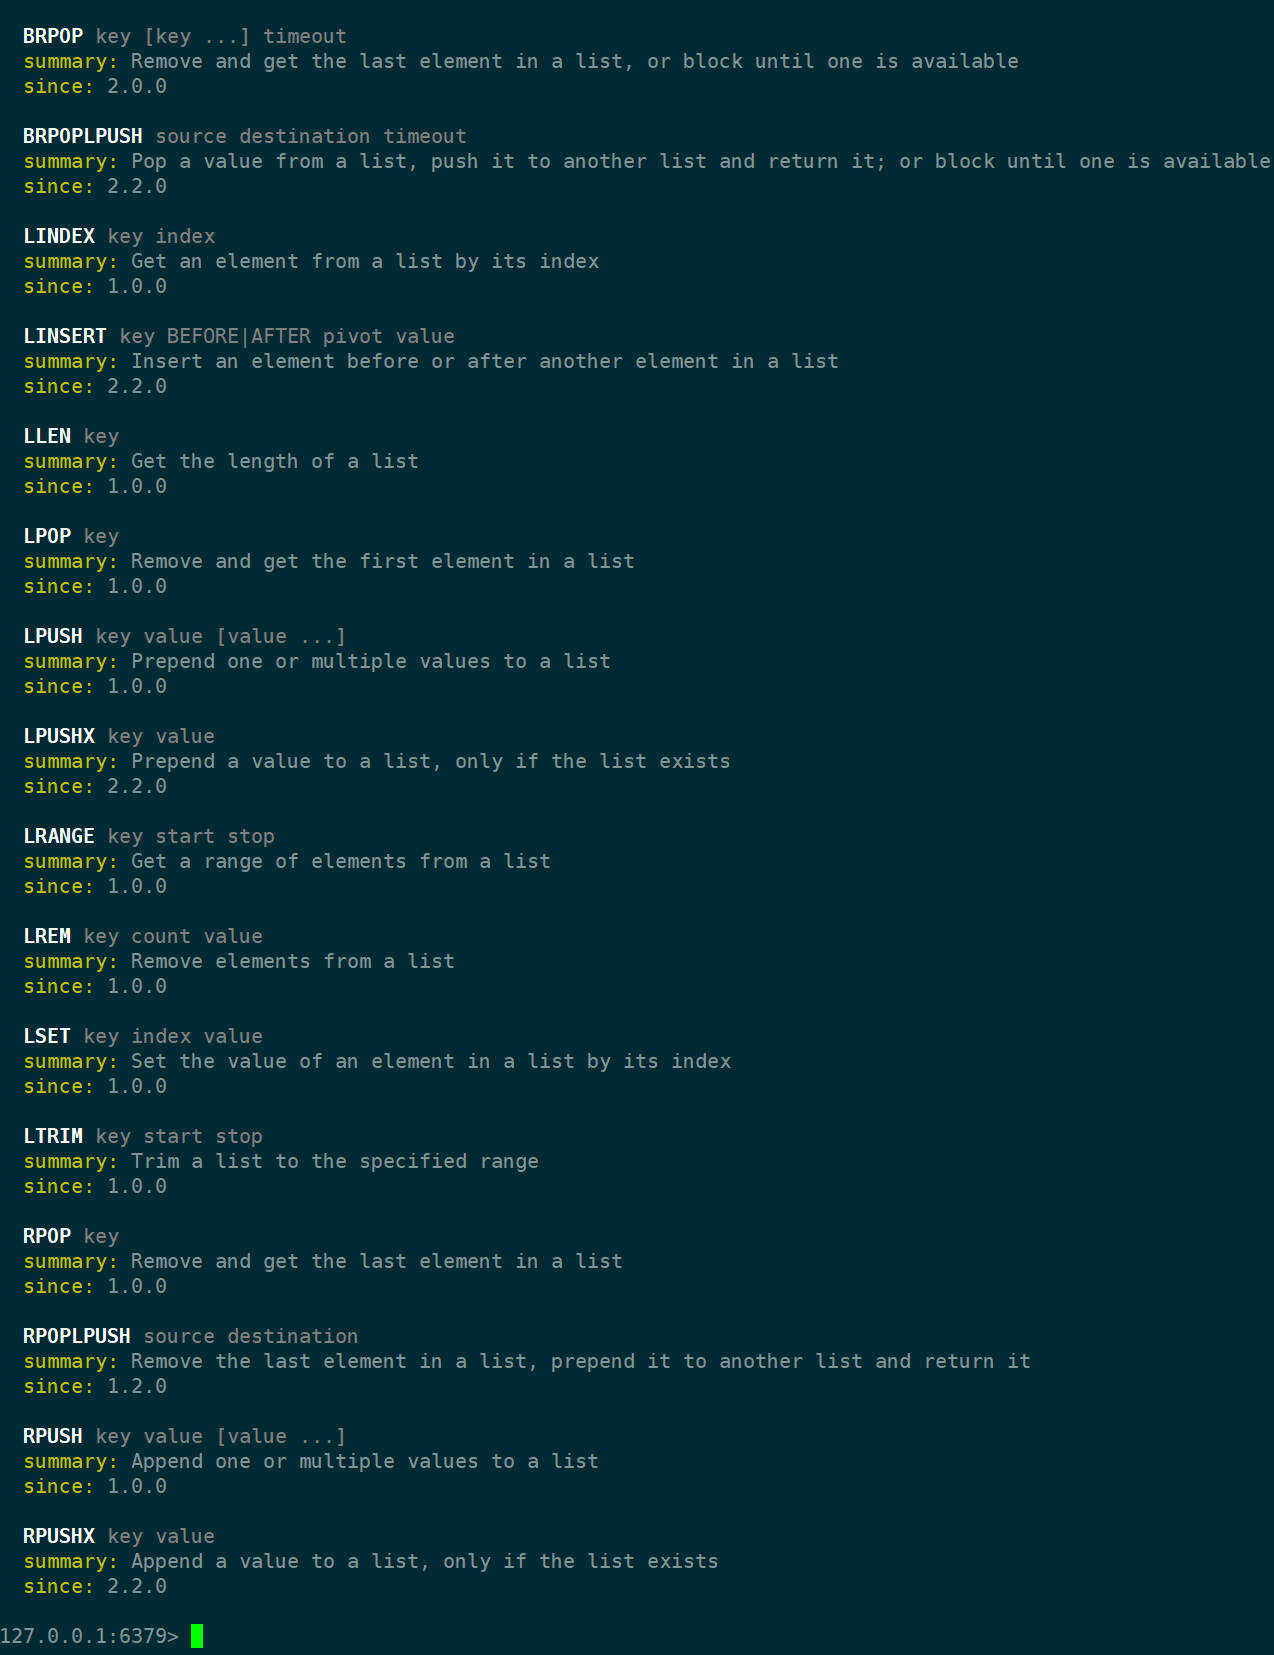 BRPOP key [key ...] timeout
summary: Remove and get the last element in a list, or block until one is available
since: 2.0.0
BRPOPLPUSH source destination timeout
summary: Pop a value from a list, push it to another list and return it; or block until one is available
since: 2.2.0
LINDEX key index
summary: Get an element from a list by its index
since: 1.0.0
LINSERT key BEFORE|AFTER pivot value
summary: Insert an element before or after another element in a list
since: 2.2.0
LLEN key
summary: Get the length of a list
since: 1.0.0
LPOP key
summary: Remove and get the first element in a list
since: 1.0.0
LPUSH key value [value ...]
summary: Prepend one or multiple values to a list
since: 1.0.0
LPUSHX key value
summary: Prepend a value to a list, only if the list exists
since: 2.2.0
LRANGE key start stop
summary: Get a range of elements from a list
since: 1.0.0
LREM key count value
summary: Remove elements from a list
since: 1.0.0
LSET key index value
summary: Set the value of an element in a list by its index
since: 1.0.0
LTRIM key start stop
summary: Trim a list to the specified range
since: 1.0.0
RPOP key
summary: Remove and get the last element in a list
since: 1.0.0
RPOPLPUSH source destination
summary: Remove the last element in a list, prepend it to another list and return it
since: 1.2.0
RPUSH key value [value ...]
summary: Append one or multiple values to a list
since: 1.0.0
RPUSHX key value
summary: Append a value to a list, only if the list exists
since: 2.2.0
127.0.0.1:6379>